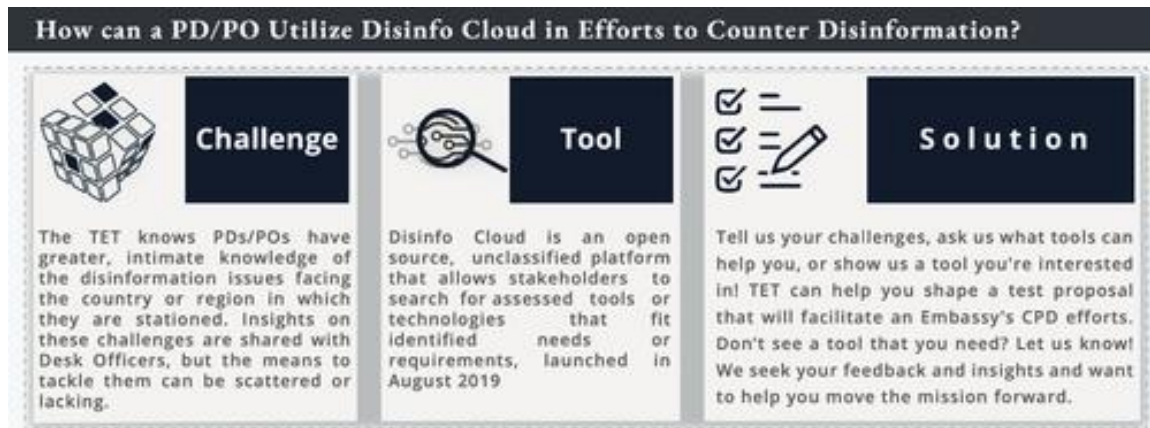 How can a PD/PO Utilize Disinfo Cloud in Efforts to Counter Disinformation?
Challenge
The TET knows PDs/POs have
greater, intimate knowledge of
the disinformation issues facing
the country or region in which
they are stationed. Insights on
these challenges are shared with
Desk Officers, but the means to
tackle them can be scattered or
lacking.
Tool
Disinfo Cloud is an open
source, unclassified platform
that allows stakeholders to
search for assessed tools or
technologies that fit
identified needs or
requirements, launched in
August 2019
Solution
Tell us your challenges, ask us what tools can
help you, or show us a tool you're interested
in! TET can help you shape a test proposal
that will facilitate an Embassy's CPD efforts.
Don't see a tool that you need? Let us know!
We seek your feedback and insights and want
to help you move the mission forward.